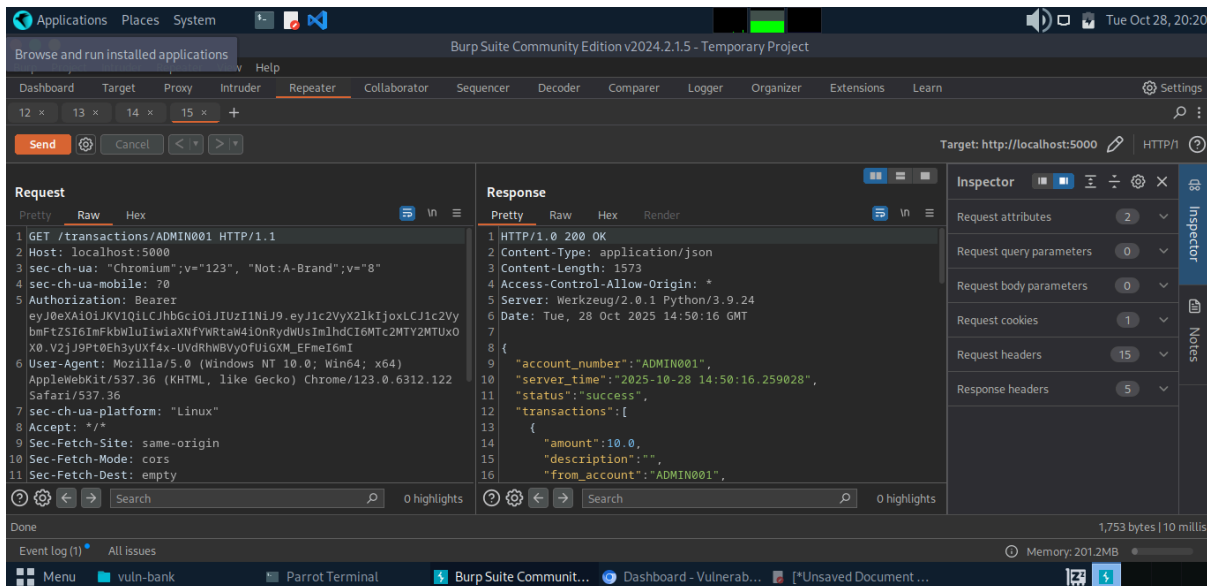 Applications Places System
Tue Oct 28, 20:20
Browse and run installed applications
Burp Suite Community Edition v2024.2.1.5 - Temporary Project
Help
Dashboard Target Proxy Intruder Repeater Collaborator Sequencer Decoder Comparer Logger Organizer Extensions Learn Settings
12 × 13 × 14 × 15 × +
Send Cancel < > Target: http://localhost:5000 HTTP/1
Request
Pretty Raw Hex \n
1 GET /transactions/ADMIN001 HTTP/1.1
2 Host: localhost:5000
3 sec-ch-ua: "Chromium";v="123", "Not:A-Brand";v="8"
4 sec-ch-ua-mobile: ?0
5 Authorization: Bearer
eyJ0eXAiOiJKV1QiLCJhbGciOiJIUzI1NiJ9.eyJ1c2VyX2lkIjoxLCJ1c2Vy
bmFtZSI6ImFkbWluIiwiaXNfYWRtaW4iOnRydWUsImlhdCI6MTc2MTY2MTUxO
X0.V2jJ9Pt0Eh3yUXf4x-UVdRhWBVyOfUiGXM_EFmeI6mI
6 User-Agent: Mozilla/5.0 (Windows NT 10.0; Win64; x64)
AppleWebKit/537.36 (KHTML, like Gecko) Chrome/123.0.6312.122
Safari/537.36
7 sec-ch-ua-platform: "Linux"
8 Accept: */*
9 Sec-Fetch-Site: same-origin
10 Sec-Fetch-Mode: cors
11 Sec-Fetch-Dest: empty
Search 0 highlights
Response
Pretty Raw Hex Render \n
1 HTTP/1.0 200 OK
2 Content-Type: application/json
3 Content-Length: 1573
4 Access-Control-Allow-Origin: *
5 Server: Werkzeug/2.0.1 Python/3.9.24
6 Date: Tue, 28 Oct 2025 14:50:16 GMT
7
8 {
9 "account_number":"ADMIN001",
10 "server_time":"2025-10-28 14:50:16.259028",
11 "status":"success",
12 "transactions":[
13 {
14 "amount":10.0,
15 "description":"",
16 "from_account":"ADMIN001",
Search 0 highlights
Inspector
Request attributes 2
Request query parameters 0
Request body parameters 0
Request cookies 1
Request headers 15
Response headers 5
Inspector
Notes
Done 1,753 bytes | 10 millis
Event log (1) All issues Memory: 201.2MB
Menu vuln-bank Parrot Terminal Burp Suite Communit... Dashboard - Vulnerab... [*Unsaved Document ...